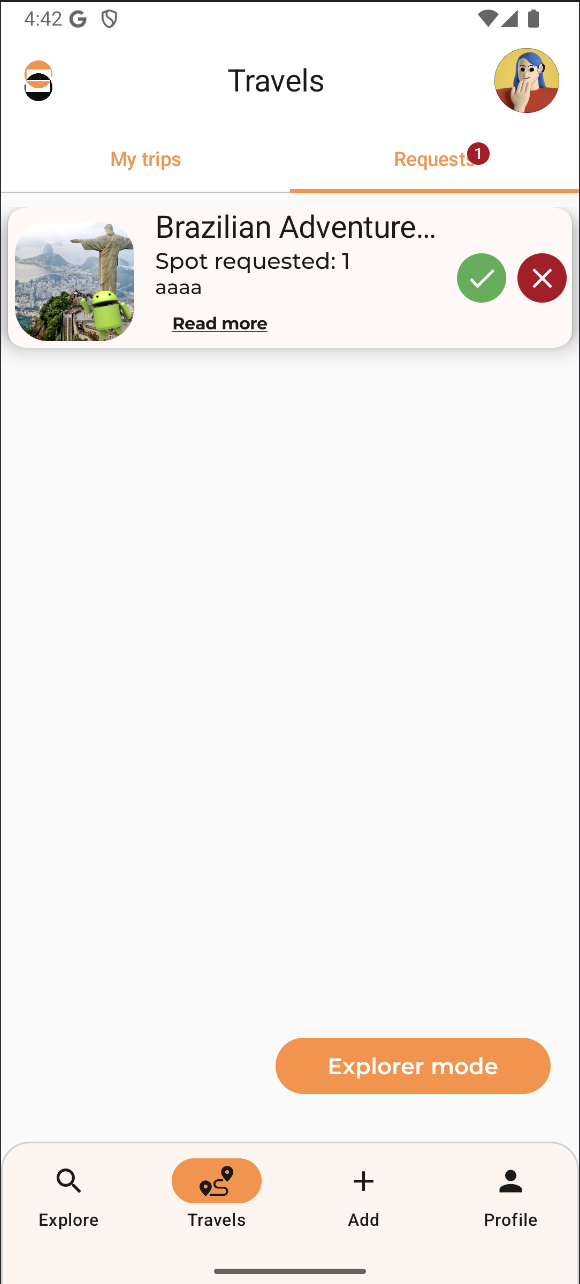 4:42
Travels
My trips
Requests
1
Brazilian Adventure...
Spot requested: 1
aaaa
Read more
Explorer mode
Explore
Travels
Add
Profile